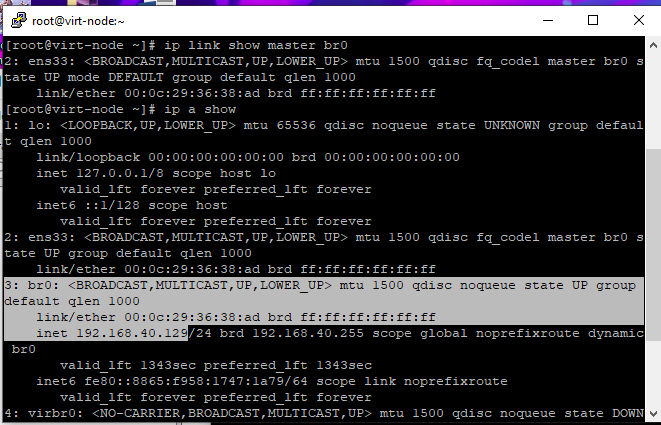 root@virt-node:~
[root@virt-node ~]# ip link show master br0
2: ens33: <BROADCAST,MULTICAST,UP,LOWER_UP> mtu 1500 qdisc fq_codel master br0 s
tate UP mode DEFAULT group default qlen 1000
    link/ether 00:0c:29:36:38:ad brd ff:ff:ff:ff:ff:ff
[root@virt-node ~]# ip a show
1: lo: <LOOPBACK,UP,LOWER_UP> mtu 65536 qdisc noqueue state UNKNOWN group defaul
t qlen 1000
    link/loopback 00:00:00:00:00:00 brd 00:00:00:00:00:00
    inet 127.0.0.1/8 scope host lo
       valid_lft forever preferred_lft forever
    inet6 ::1/128 scope host
       valid_lft forever preferred_lft forever
2: ens33: <BROADCAST,MULTICAST,UP,LOWER_UP> mtu 1500 qdisc fq_codel master br0 s
tate UP group default qlen 1000
    link/ether 00:0c:29:36:38:ad brd ff:ff:ff:ff:ff:ff
3: br0: <BROADCAST,MULTICAST,UP,LOWER_UP> mtu 1500 qdisc noqueue state UP group
default qlen 1000
    link/ether 00:0c:29:36:38:ad brd ff:ff:ff:ff:ff:ff
    inet 192.168.40.129/24 brd 192.168.40.255 scope global noprefixroute dynamic
 br0
       valid_lft 1343sec preferred_lft 1343sec
    inet6 fe80::8865:f958:1747:1a79/64 scope link noprefixroute
       valid_lft forever preferred_lft forever
4: virbr0: <NO-CARRIER,BROADCAST,MULTICAST,UP> mtu 1500 qdisc noqueue state DOWN